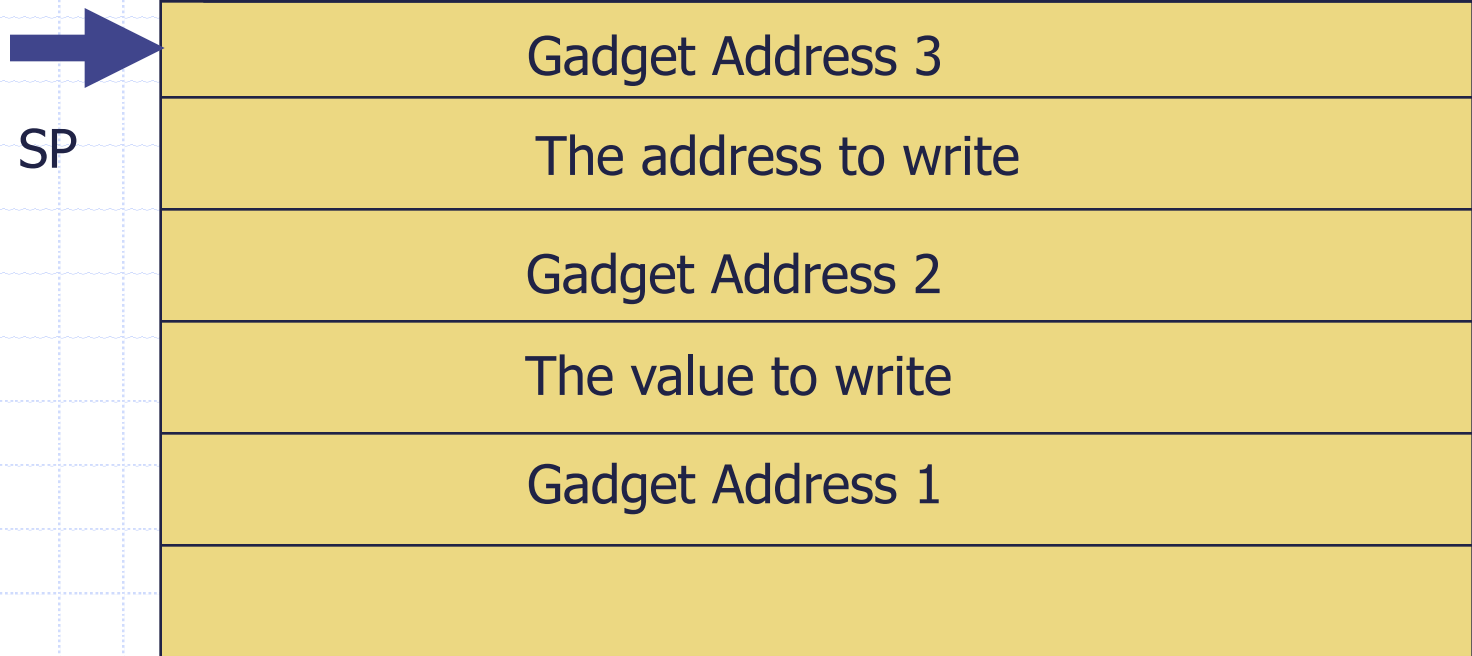 Gadget Address 3
SP
The address to write
Gadget Address 2
The value to write
Gadget Address 1